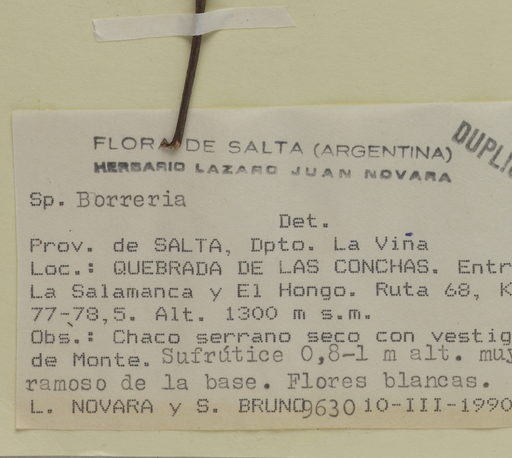 FLORA DE SALTA (ARGENTINA)
DUPLIC
HERBARIO LAZARO JUAN NOVARA
Sp. Borreria
Det.
Prov. de SALTA, Dpto. La Viña
Loc.: QUEBRADA DE LAS CONCHAS. Entr
La Salamanca y El Hongo. Ruta 68, K
77-78,5. Alt. 1300 m s.m.
Obs.: Chaco serrano seco con vestig
de Monte. Sufrútice 0,8-1 m alt. muy
ramoso de la base. Flores blancas.
L. NOVARA y S. BRUNO 9630 10-III-1990